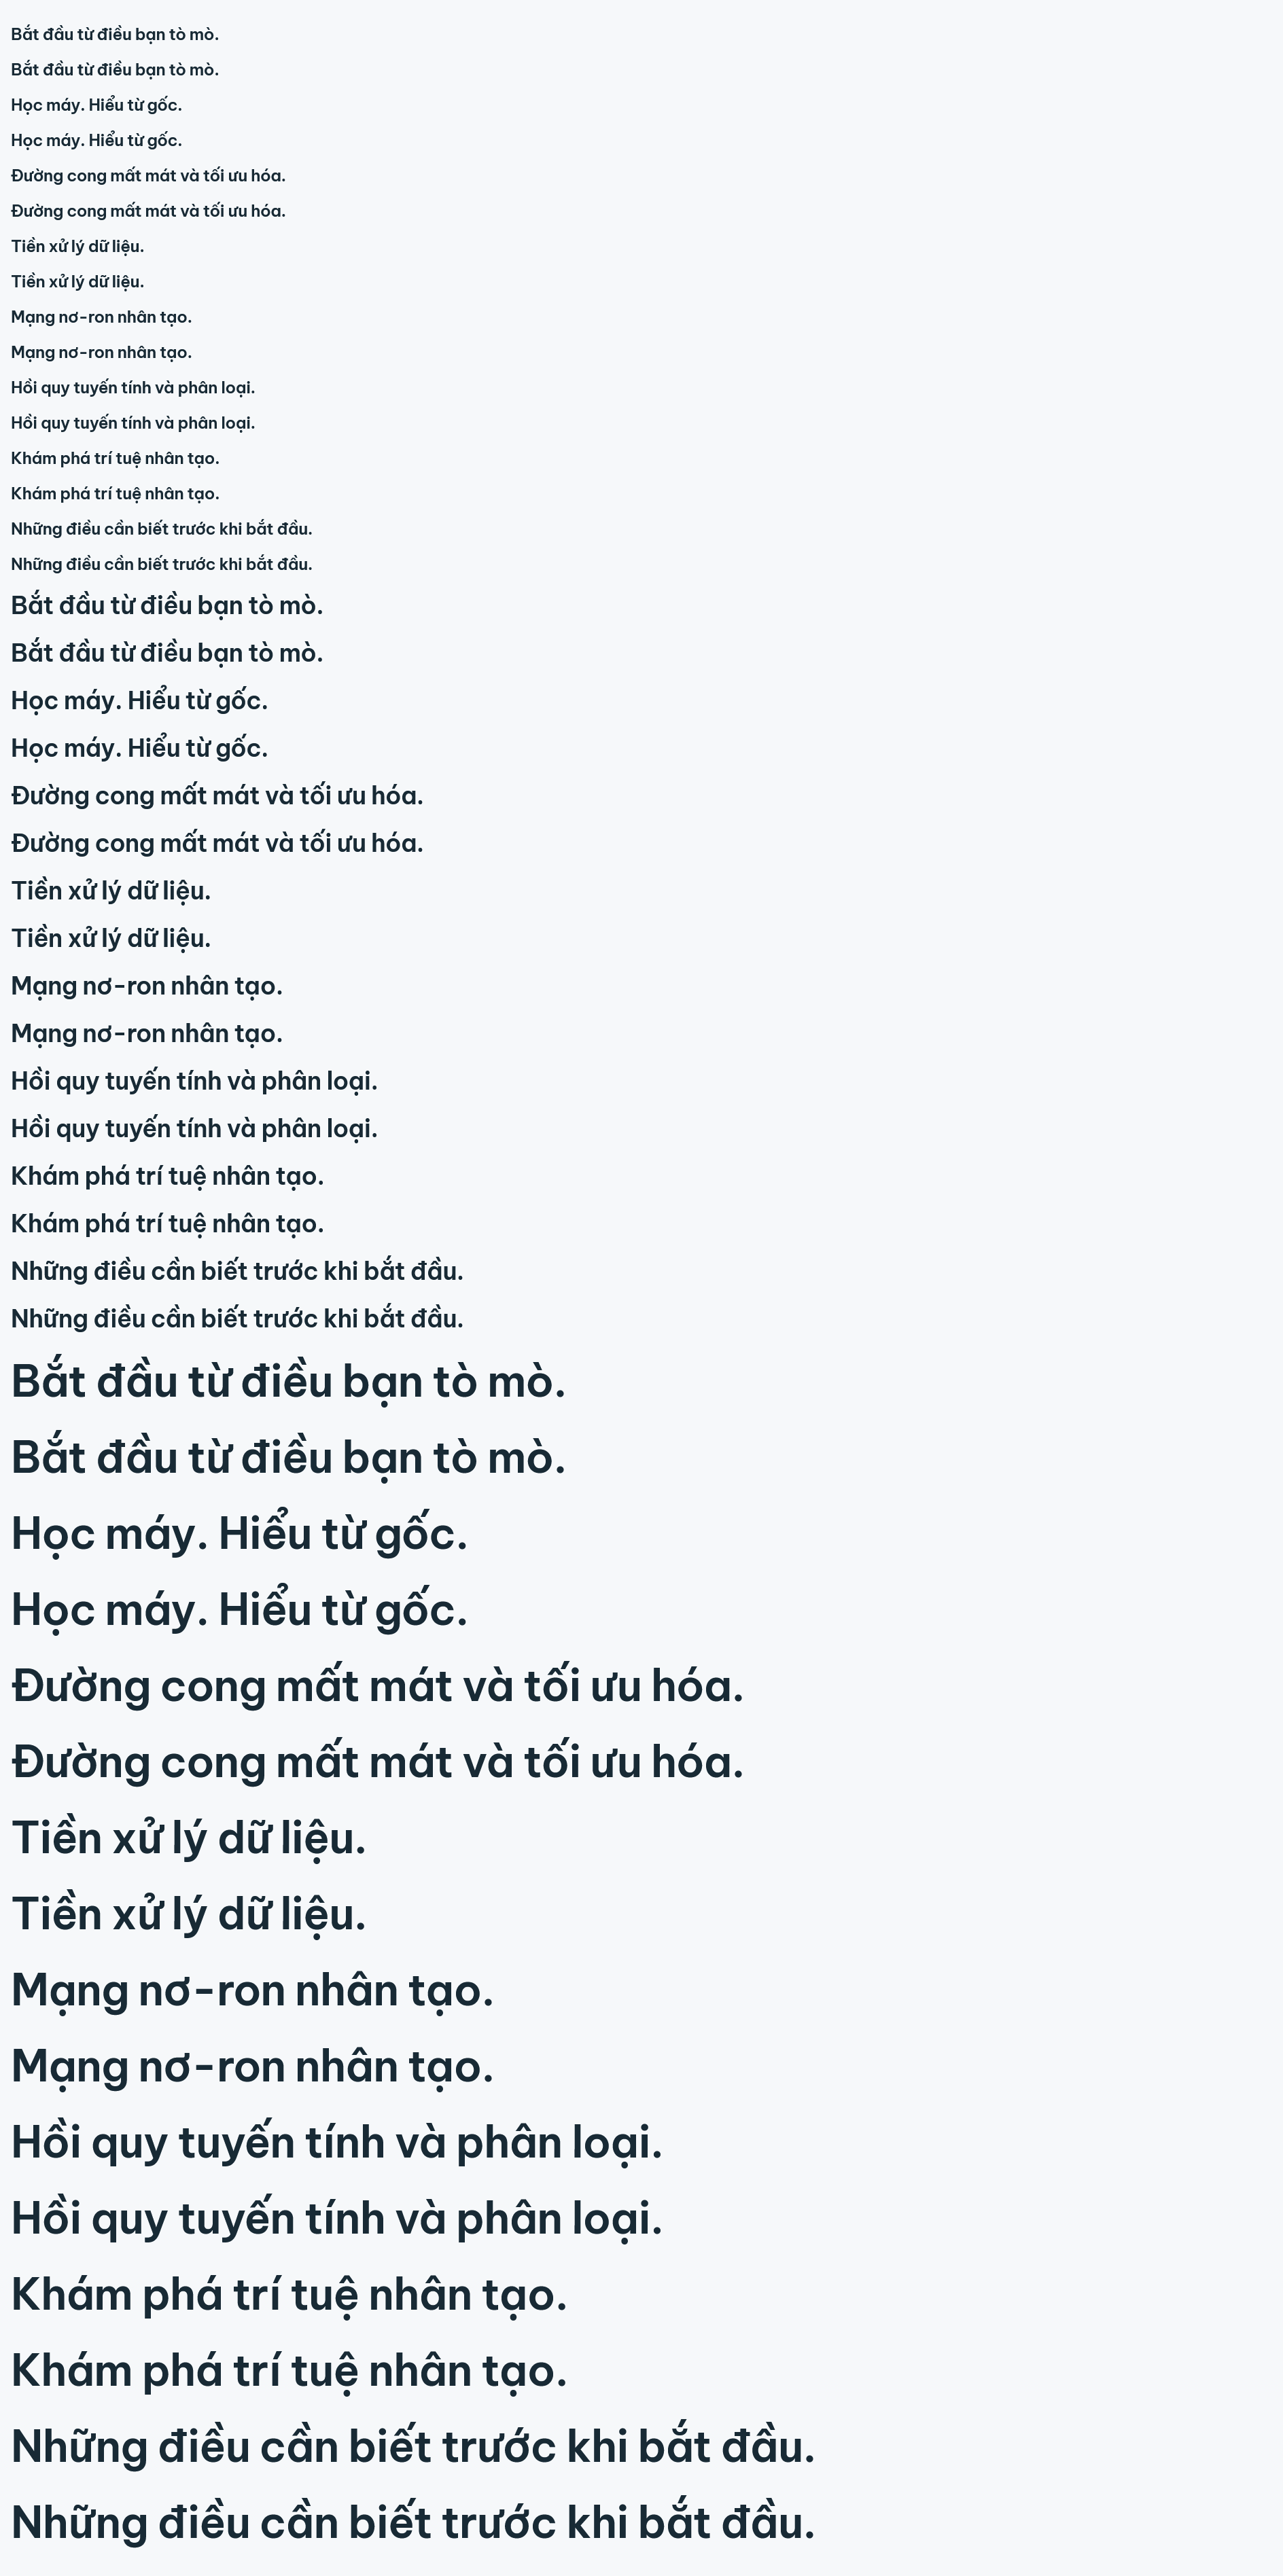 Bắt đầu từ điều bạn tò mò.
Bắt đầu từ điều bạn tò mò.
Học máy. Hiểu từ gốc.
Học máy. Hiểu từ gốc.
Đường cong mất mát và tối ưu hóa.
Đường cong mất mát và tối ưu hóa.
Tiền xử lý dữ liệu.
Tiền xử lý dữ liệu.
Mạng nơ-ron nhân tạo.
Mạng nơ-ron nhân tạo.
Hồi quy tuyến tính và phân loại.
Hồi quy tuyến tính và phân loại.
Khám phá trí tuệ nhân tạo.
Khám phá trí tuệ nhân tạo.
Những điều cần biết trước khi bắt đầu.
Những điều cần biết trước khi bắt đầu.
Bắt đầu từ điều bạn tò mò.
Bắt đầu từ điều bạn tò mò.
Học máy. Hiểu từ gốc.
Học máy. Hiểu từ gốc.
Đường cong mất mát và tối ưu hóa.
Đường cong mất mát và tối ưu hóa.
Tiền xử lý dữ liệu.
Tiền xử lý dữ liệu.
Mạng nơ-ron nhân tạo.
Mạng nơ-ron nhân tạo.
Hồi quy tuyến tính và phân loại.
Hồi quy tuyến tính và phân loại.
Khám phá trí tuệ nhân tạo.
Khám phá trí tuệ nhân tạo.
Những điều cần biết trước khi bắt đầu.
Những điều cần biết trước khi bắt đầu.
Bắt đầu từ điều bạn tò mò.
Bắt đầu từ điều bạn tò mò.
Học máy. Hiểu từ gốc.
Học máy. Hiểu từ gốc.
Đường cong mất mát và tối ưu hóa.
Đường cong mất mát và tối ưu hóa.
Tiền xử lý dữ liệu.
Tiền xử lý dữ liệu.
Mạng nơ-ron nhân tạo.
Mạng nơ-ron nhân tạo.
Hồi quy tuyến tính và phân loại.
Hồi quy tuyến tính và phân loại.
Khám phá trí tuệ nhân tạo.
Khám phá trí tuệ nhân tạo.
Những điều cần biết trước khi bắt đầu.
Những điều cần biết trước khi bắt đầu.